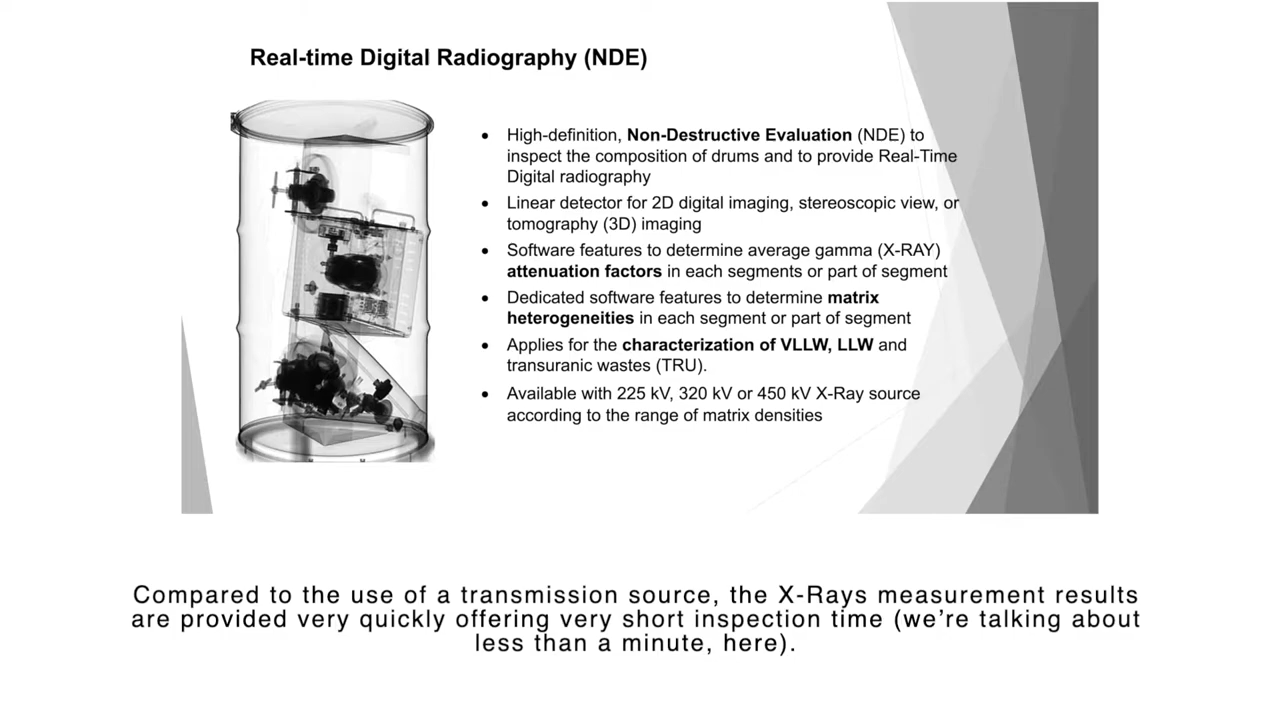 Real-time Digital Radiography (NDE)
• High-definition, Non-Destructive Evaluation (NDE) to
inspect the composition of drums and to provide Real-Time
Digital radiography
• Linear detector for 2D digital imaging, stereoscopic view, or
tomography (3D) imaging
• Software features to determine average gamma (X-RAY)
attenuation factors in each segments or part of segment
• Dedicated software features to determine matrix
heterogeneities in each segment or part of segment
• Applies for the characterization of VLLW, LLW and
transuranic wastes (TRU).
• Available with 225 kV, 320 kV or 450 kV X-Ray source
according to the range of matrix densities
Compared to the use of a transmission source, the X-Rays measurement results
are provided very quickly offering very short inspection time (we’re talking about
less than a minute, here).